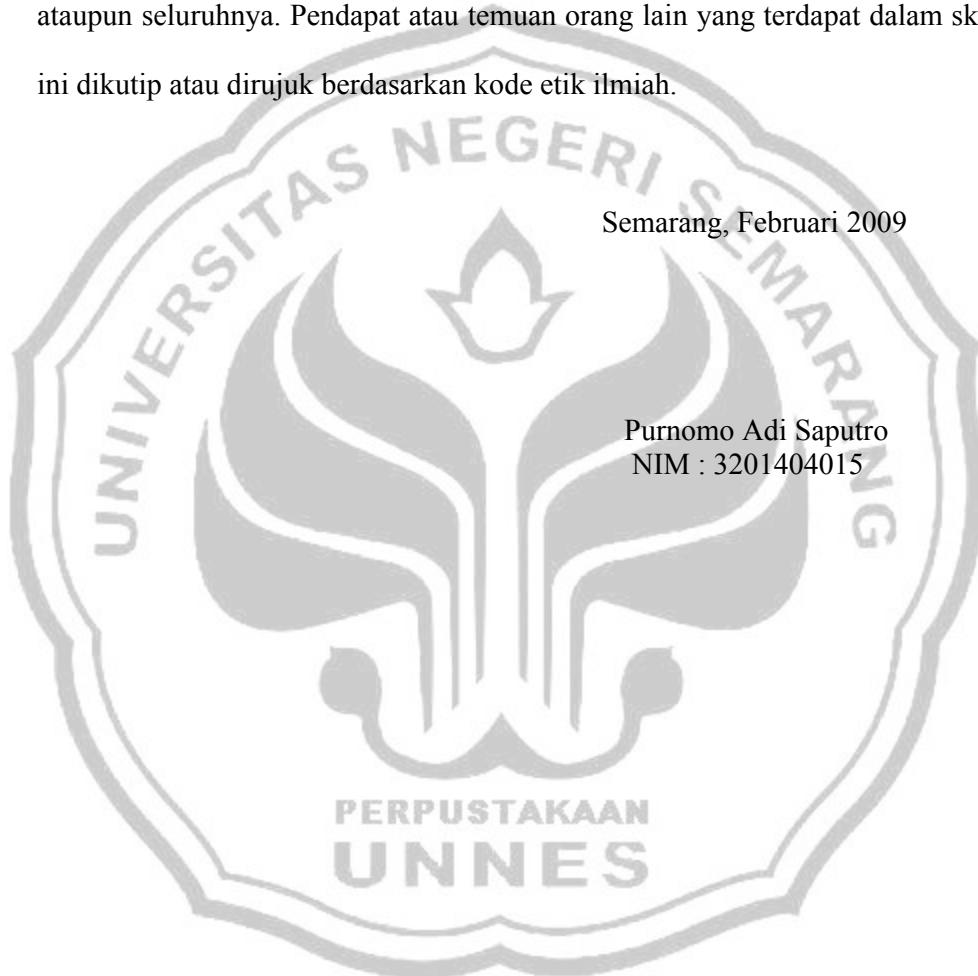 ataupun seluruhnya. Pendapat atau temuan orang lain yang terdapat dalam
ini dikutip atau dirujuk berdasarkan kode etik ilmiah.
UNIVERSITAS NEGERI SEMARANG
Semarang, Februari 2009
Purnomo Adi Saputro
NIM : 3201404015
PERPUSTAKAAN
UNNES